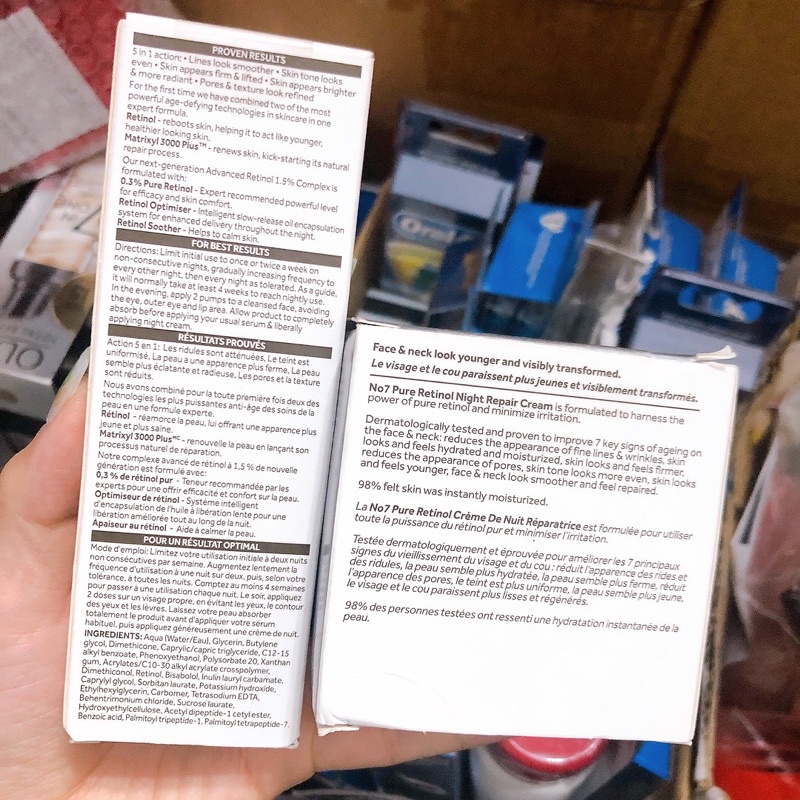 PROVEN RESULTS
5 in 1 action: • Lines look smoother • Skin tone looks
even • Skin appears firm & lifted • Skin appears brighter
& more radiant • Pores & texture look refined
For the first time we have combined two of the most
powerful age-defying technologies in skincare in one
expert formula.
Retinol - reboots skin, helping it to act like younger,
healthier looking skin.
Matrixyl 3000 Plus™ - renews skin, kick-starting its natural
repair process.
Our next-generation Advanced Retinol 1.5% Complex is
formulated with:
0.3% Pure Retinol - Expert recommended powerful level
for efficacy and skin comfort.
Retinol Optimiser - Intelligent slow-release oil encapsulation
system for enhanced delivery throughout the night.
Retinol Soother - Helps to calm skin.
FOR BEST RESULTS
Directions: Limit initial use to once or twice a week on
non-consecutive nights, gradually increasing frequency to
every other night, then every night as tolerated. As a guide,
it will normally take at least 4 weeks to reach nightly use.
In the evening, apply 2 pumps to a cleansed face, avoiding
the eye, outer eye and lip area. Allow product to completely
absorb before applying your usual serum & liberally
applying night cream.
RÉSULTATS PROUVÉS
Action 5 en 1: Les ridules sont atténuées, Le teint est
uniformisé, La peau a une apparence plus ferme, La peau
semble plus éclatante et radieuse, Les pores et la texture
sont réduits.
Nous avons combiné pour la toute première fois deux des
technologies les plus puissantes anti-âge des soins de la
peau en une formule experte.
Rétinol - réamorce la peau, lui offrant une apparence plus
jeune et plus saine.
Matrixyl 3000 Plusᴹᶜ - renouvelle la peau en lançant son
processus naturel de réparation.
Notre complexe avancé de rétinol à 1,5 % de nouvelle
génération est formulé avec:
0,3 % de rétinol pur - Teneur recommandée par les
experts pour une offrir efficacité et confort sur la peau.
Optimiseur de rétinol - Système intelligent
d'encapsulation de l'huile à libération lente pour une
libération améliorée tout au long de la nuit.
Apaiseur au rétinol - Aide à calmer la peau.
POUR UN RÉSULTAT OPTIMAL
Mode d'emploi: Limitez votre utilisation initiale à deux nuits
non consécutives par semaine. Augmentez lentement la
fréquence d'utilisation à une nuit sur deux, puis, selon votre
tolérance, à toutes les nuits. Comptez au moins 4 semaines
pour passer à une utilisation chaque nuit. Le soir, appliquez
2 doses sur un visage propre, en évitant les yeux, le contour
des yeux et les lèvres. Laissez votre peau absorber
totalement le produit avant d'appliquer votre sérum
habituel, puis appliquez généreusement une crème de nuit.
INGREDIENTS: Aqua (Water/Eau), Glycerin, Butylene
glycol, Dimethicone, Caprylic/capric triglyceride, C12-15
alkyl benzoate, Phenoxyethanol, Polysorbate 20, Xanthan
gum, Acrylates/C10-30 alkyl acrylate crosspolymer,
Dimethiconol, Retinol, Bisabolol, Inulin lauryl carbamate,
Caprylyl glycol, Sorbitan laurate, Potassium hydroxide,
Ethylhexylglycerin, Carbomer, Tetrasodium EDTA,
Behentrimonium chloride, Sucrose laurate,
Hydroxyethylcellulose, Acetyl dipeptide-1 cetyl ester,
Benzoic acid, Palmitoyl tripeptide-1, Palmitoyl tetrapeptide-7.
Face & neck look younger and visibly transformed.
Le visage et le cou paraissent plus jeunes et visiblement transformés.
No7 Pure Retinol Night Repair Cream is formulated to harness the
power of pure retinol and minimize irritation.
Dermatologically tested and proven to improve 7 key signs of ageing on
the face & neck: reduces the appearance of fine lines & wrinkles, skin
looks and feels hydrated and moisturized, skin looks and feels firmer,
reduces the appearance of pores, skin tone looks more even, skin looks
and feels younger, face & neck look smoother and feel repaired.
98% felt skin was instantly moisturized.
La No7 Pure Retinol Crème De Nuit Réparatrice est formulée pour utiliser
toute la puissance du rétinol pur et minimiser l'irritation.
Testée dermatologiquement et éprouvée pour améliorer les 7 principaux
signes du vieillissement du visage et du cou : réduit l'apparence des rides et
des ridules, la peau semble plus hydratée, la peau semble plus ferme, réduit
l'apparence des pores, le teint est plus uniforme, la peau semble plus jeune,
le visage et le cou paraissent plus lisses et régénérés.
98% des personnes testées ont ressenti une hydratation instantanée de la
peau.
Oral
OL